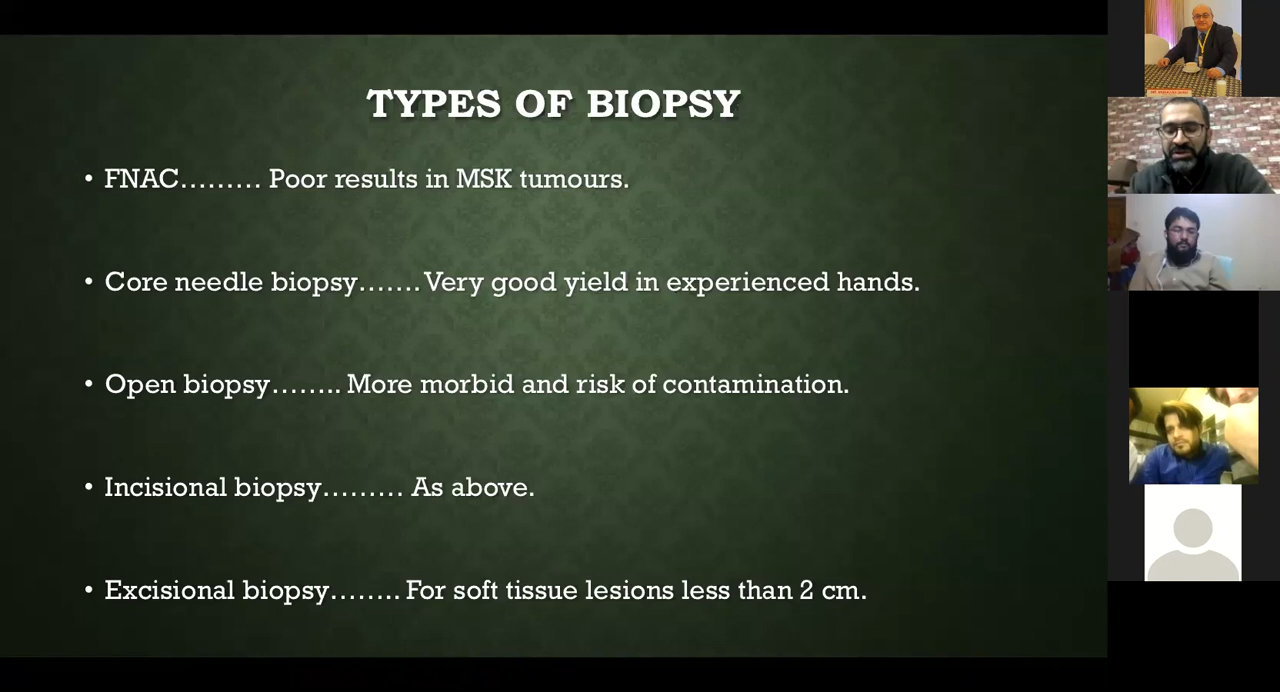 TYPES OF BIOPSY
• FNAC......... Poor results in MSK tumours.
• Core needle biopsy....... Very good yield in experienced hands.
• Open biopsy........ More morbid and risk of contamination.
• Incisional biopsy......... As above.
• Excisional biopsy........ For soft tissue lesions less than 2 cm.